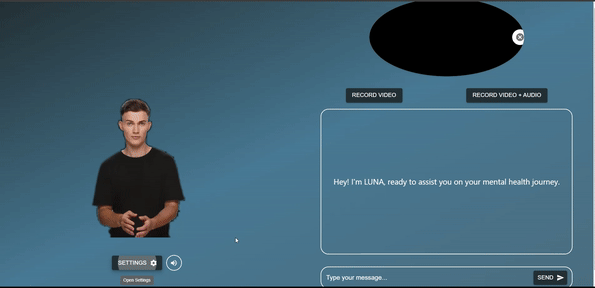 RECORD VIDEO
RECORD VIDEO + AUDIO
Hey! I'm LUNA, ready to assist you on your mental health journey.
SETTINGS
Open Settings
Type your message...
SEND